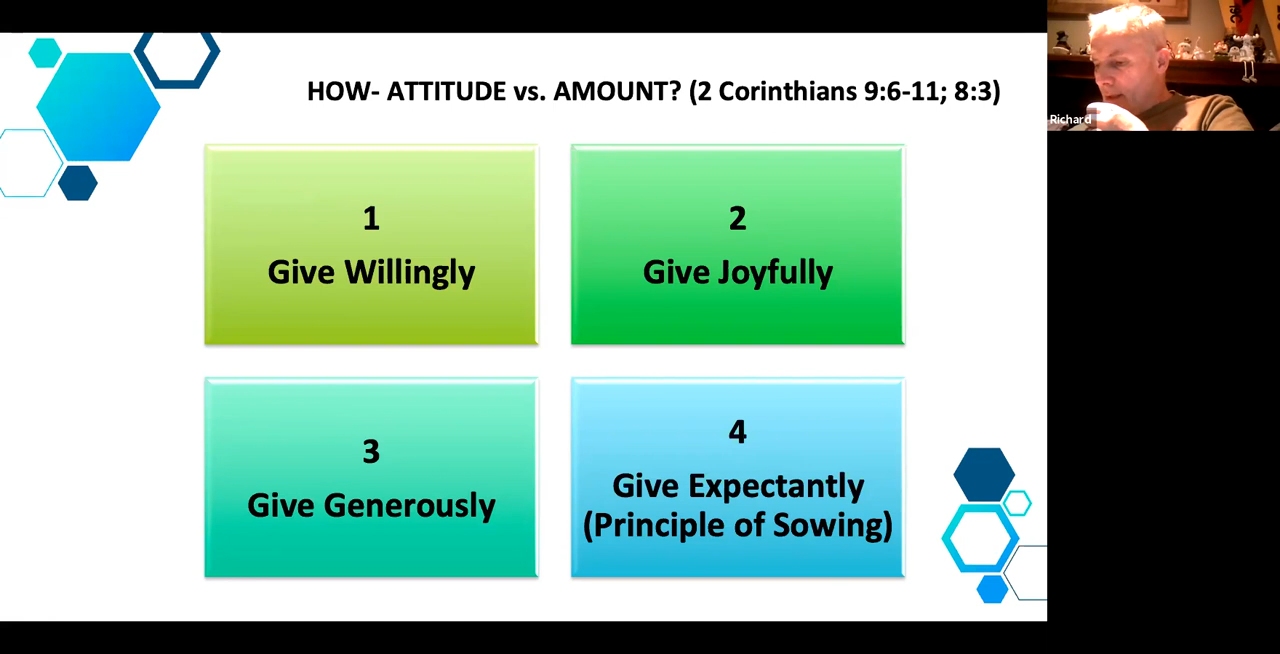 HOW- ATTITUDE vs. AMOUNT? (2 Corinthians 9:6-11; 8:3)
1
Give Willingly
2
Give Joyfully
3
Give Generously
4
Give Expectantly
(Principle of Sowing)
Richard